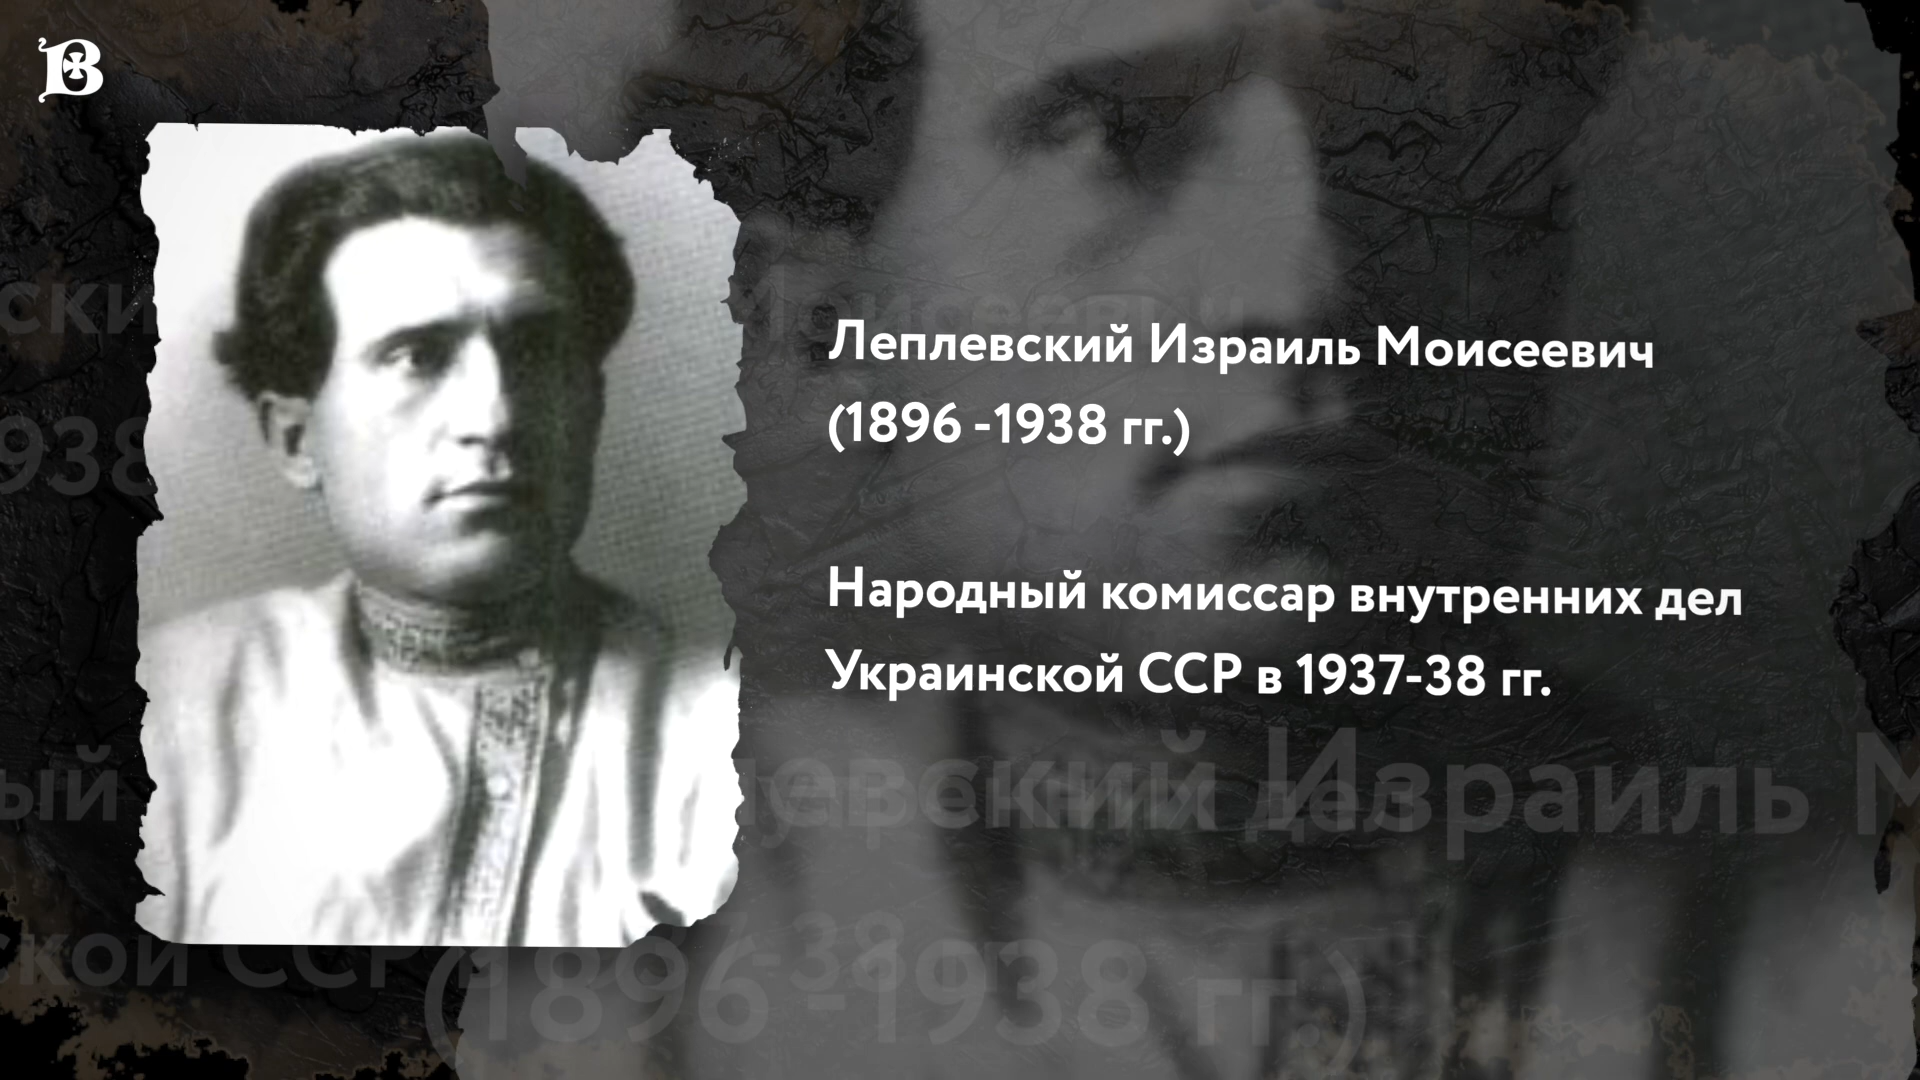 В
Леплевский Израиль Моисеевич
(1896 -1938 гг.)
Народный комиссар внутренних дел
Украинской ССР в 1937-38 гг.